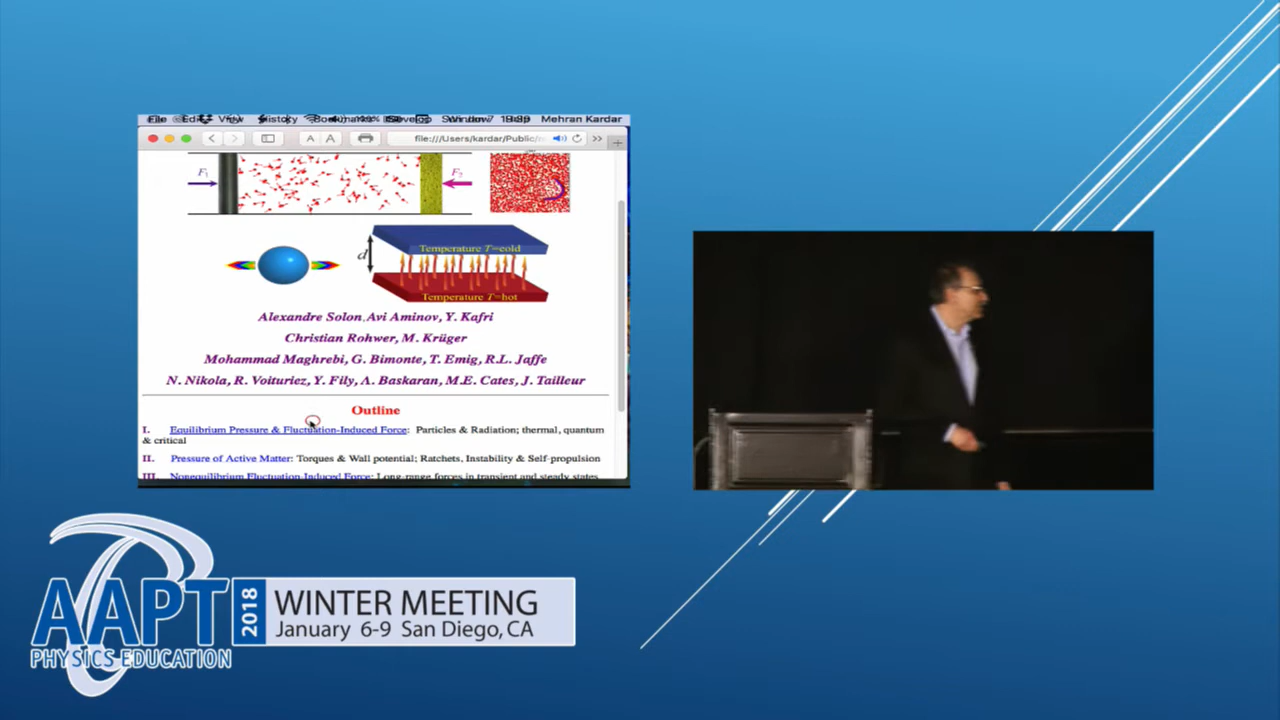 File Edit View History Window Mehran Kardar
file:///Users/kardar/Public/
F₁
F₂
d
Temperature T=cold
Temperature T=hot
Alexandre Solon, Avi Aminov, Y. Kafri
Christian Rohwer, M. Krüger
Mohammad Maghrebi, G. Bimonte, T. Emig, R.L. Jaffe
N. Nikola, R. Voituriez, Y. Fily, A. Baskaran, M.E. Cates, J. Tailleur
Outline
I. Equilibrium Pressure & Fluctuation-Induced Force: Particles & Radiation; thermal, quantum
& critical
II. Pressure of Active Matter: Torques & Wall potential; Ratchets, Instability & Self-propulsion
III. Nonequilibrium Fluctuation-Induced Force: Long-range forces in transient and steady states
AAPT
PHYSICS EDUCATION
2018
WINTER MEETING
January 6-9 San Diego, CA